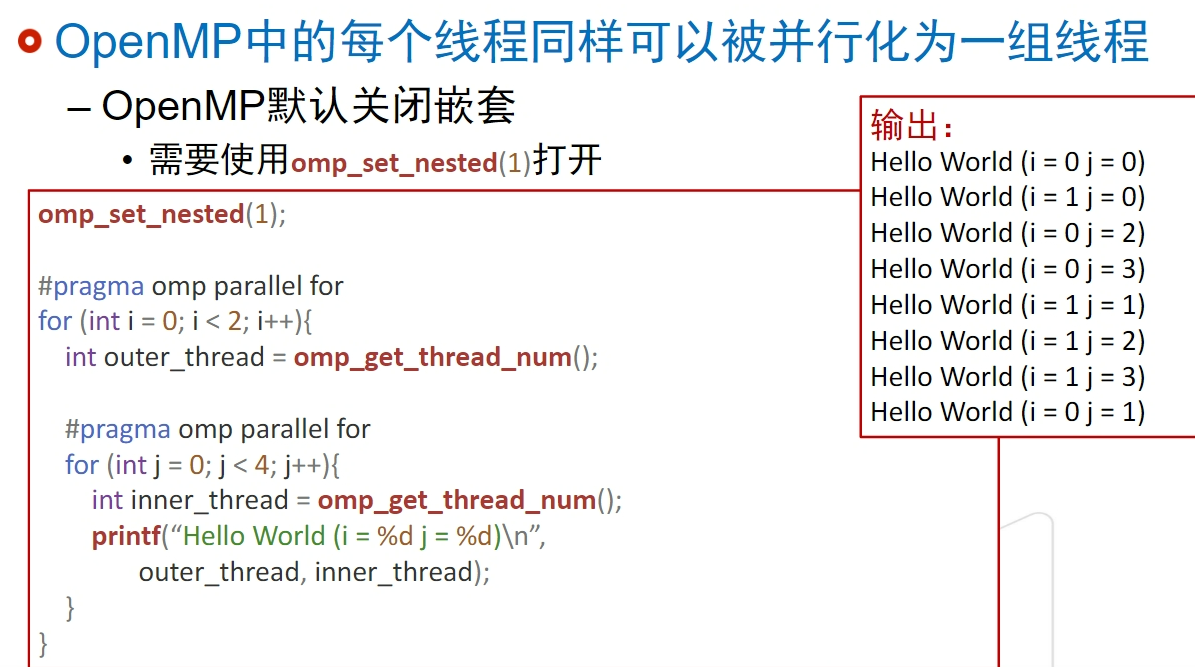 OpenMP中的每个线程同样可以被并行化为一组线程
– OpenMP默认关闭嵌套
• 需要使用omp_set_nested(1)打开
omp_set_nested(1);
#pragma omp parallel for
for (int i = 0; i < 2; i++){
int outer_thread = omp_get_thread_num();
#pragma omp parallel for
for (int j = 0; j < 4; j++){
int inner_thread = omp_get_thread_num();
printf(“Hello World (i = %d j = %d)\n”,
outer_thread, inner_thread);
}
}
输出:
Hello World (i = 0 j = 0)
Hello World (i = 1 j = 0)
Hello World (i = 0 j = 2)
Hello World (i = 0 j = 3)
Hello World (i = 1 j = 1)
Hello World (i = 1 j = 2)
Hello World (i = 1 j = 3)
Hello World (i = 0 j = 1)